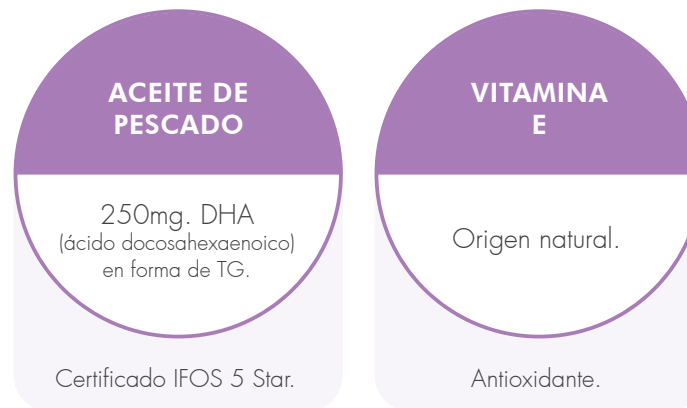 ACEITE DE
PESCADO
250mg. DHA
(ácido docosahexaenoico)
en forma de TG.
Certificado IFOS 5 Star.
VITAMINA
E
Origen natural.
Antioxidante.